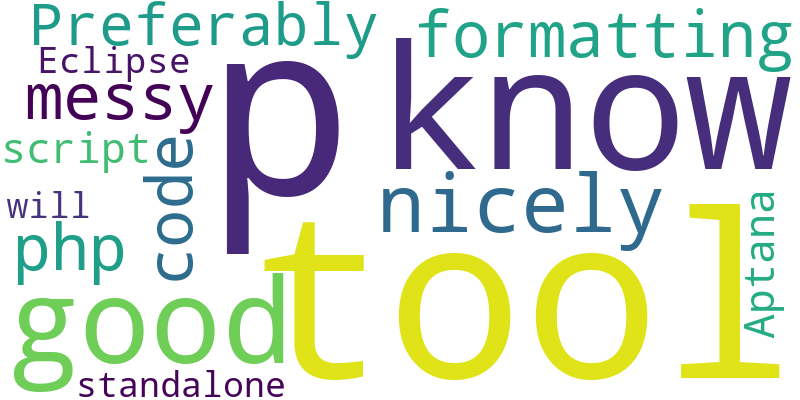 Preferably
formatting
Eclipse
messy
p
know
script
code
nicely
will
php
tool
Aptana
good
standalone